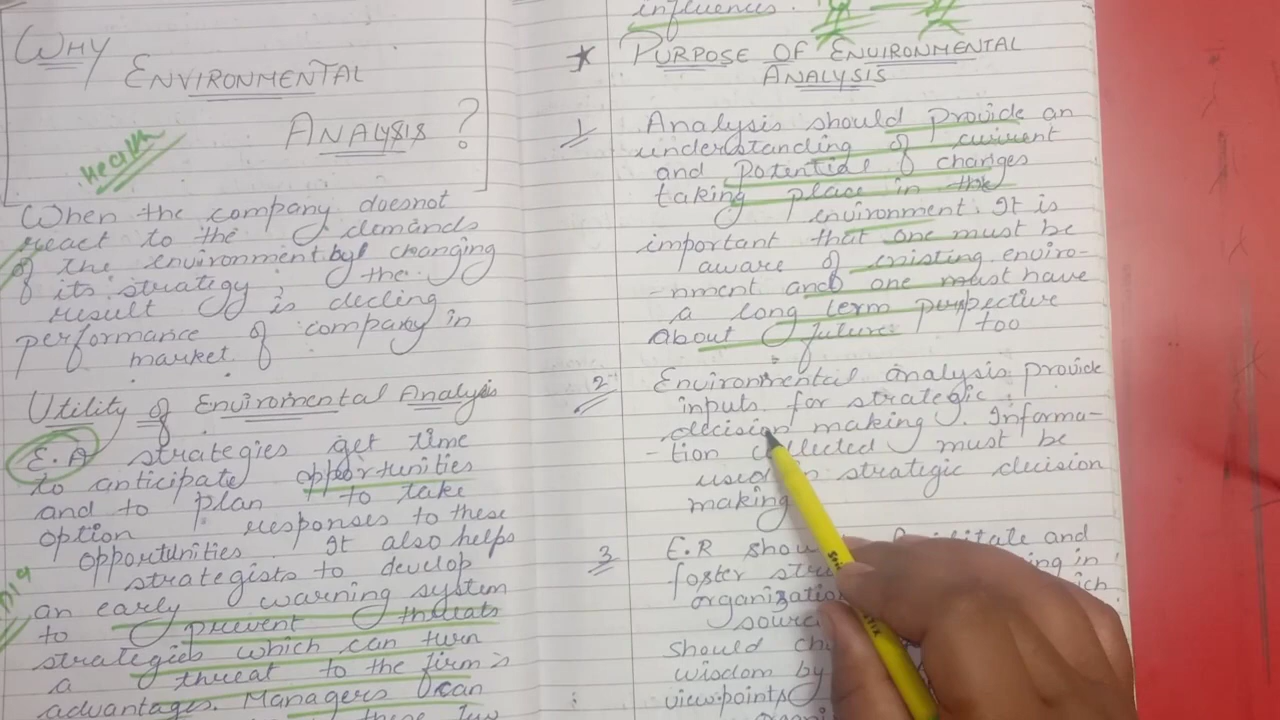 WHY
ENVIRONMENTAL
ANALYSIS ?
Health
When the company doesnot
react to the demands
of the environment by changing
its strategy, the
result is decling
performance of company in
market.
Utility of Enviromental Analysis
E.A strategies get time
to anticipate opportunities
and to plan to take
option responses to these
opportunities. It also helps
strategists to develop
an early warning system
to prevent threats
strategies which can turn
a threat to the firm's
advantages. Managers can
influences.
* PURPOSE OF ENVIRONMENTAL
ANALYSIS
1 Analysis should provide an
understanding of current
and potential of changes
taking place in the
environment. It is
important that one must be
aware of existing enviro-
-nment and one must have
a long term perspective
about future too
2 Environmental analysis provide
inputs for strategic
decision making. Informa-
-tion collected must be
used in strategic decision
making
3 E.R and
foster in
should
wisdom by
viewpoints